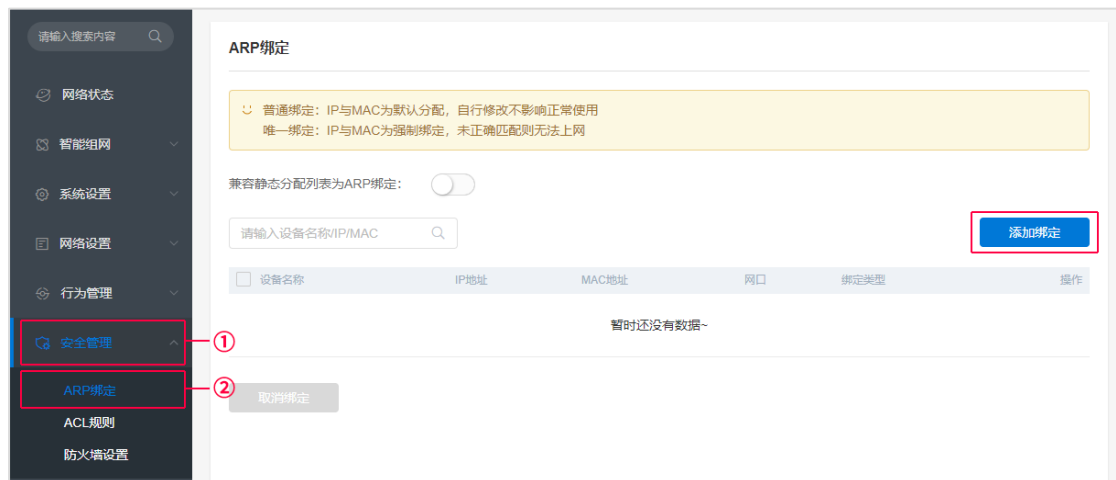 请输入搜索内容
网络状态
智能组网
系统设置
网络设置
行为管理
安全管理
①
ARP绑定
②
ACL规则
防火墙设置
ARP绑定
普通绑定：IP与MAC为默认分配，自行修改不影响正常使用
唯一绑定：IP与MAC为强制绑定，未正确匹配则无法上网
兼容静态分配列表为ARP绑定：
请输入设备名称/IP/MAC
添加绑定
设备名称 IP地址 MAC地址 网口 绑定类型 操作
暂时还没有数据~
取消绑定